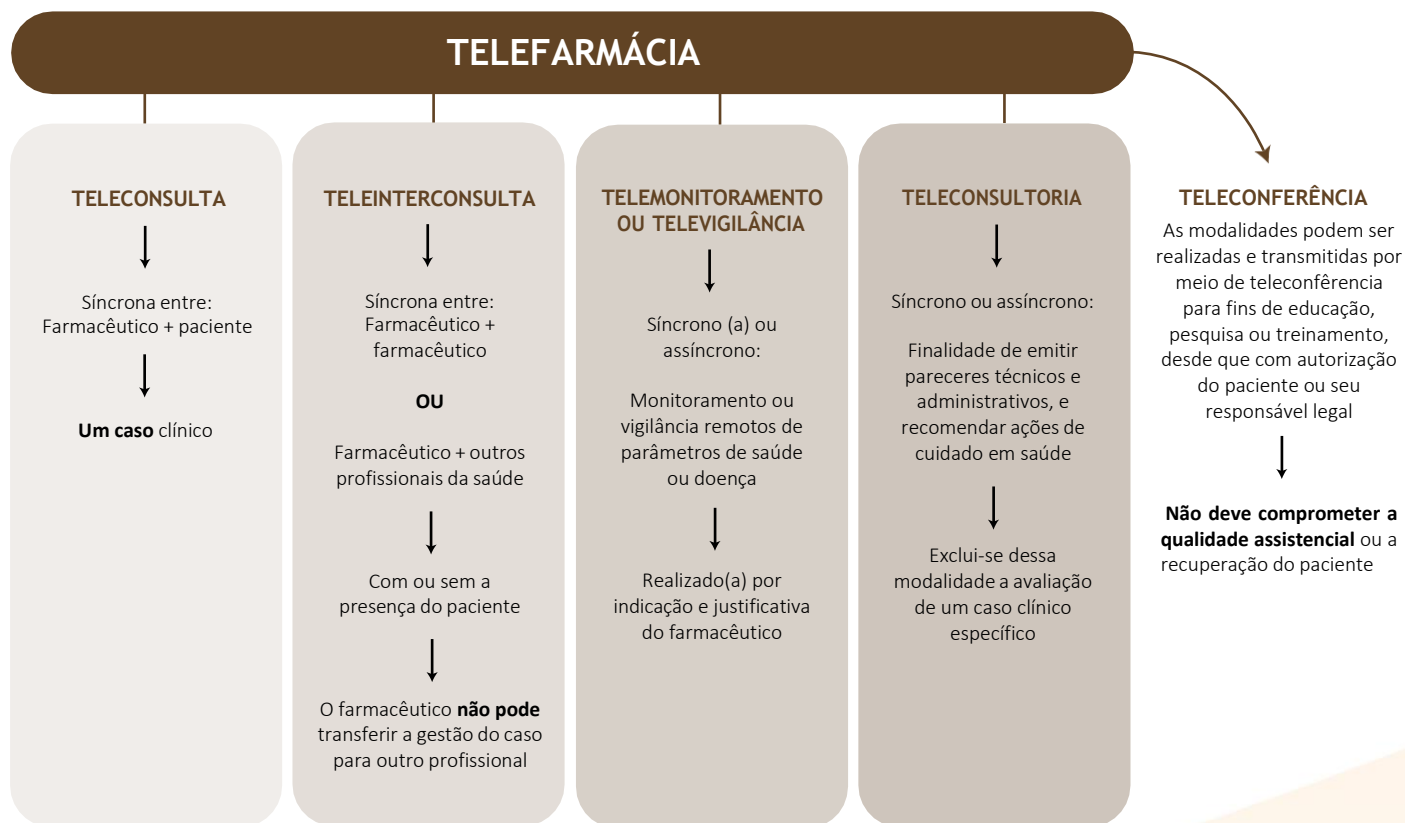 TELEFARMÁCIA
TELECONSULTA
Síncrona entre:
Farmacêutico + paciente
Um caso clínico
TELEINTERCONSULTA
Síncrona entre:
Farmacêutico +
farmacêutico
OU
Farmacêutico + outros
profissionais da saúde
Com ou sem a
presença do paciente
O farmacêutico não pode
transferir a gestão do caso
para outro profissional
TELEMONITORAMENTO
OU TELEVIGILÂNCIA
Síncrono (a) ou
assíncrono:
Monitoramento ou
vigilância remotos de
parâmetros de saúde
ou doença
Realizado(a) por
indicação e justificativa
do farmacêutico
TELECONSULTORIA
Síncrono ou assíncrono:
Finalidade de emitir
pareceres técnicos e
administrativos, e
recomendar ações de
cuidado em saúde
Exclui-se dessa
modalidade a avaliação
de um caso clínico
específico
TELECONFERÊNCIA
As modalidades podem ser
realizadas e transmitidas por
meio de teleconfêrencia
para fins de educação,
pesquisa ou treinamento,
desde que com autorização
do paciente ou seu
responsável legal
Não deve comprometer a
qualidade assistencial ou a
recuperação do paciente